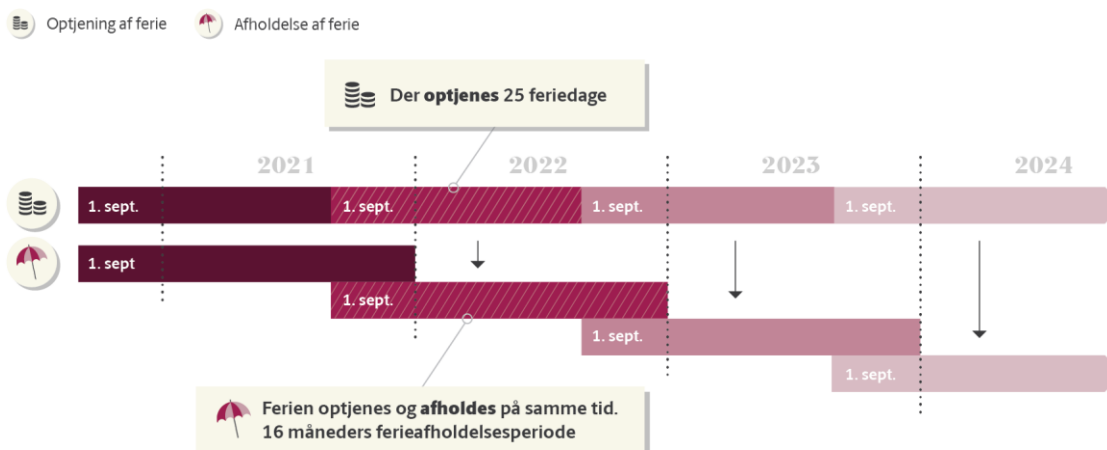 Optjening af ferie
Afholdelse af ferie
Der optjenes 25 feriedage
2021
2022
2023
2024
1. sept.
1. sept.
1. sept.
1. sept.
1. sept
1. sept.
1. sept.
1. sept.
Ferien optjenes og afholdes på samme tid.
16 måneders ferieafholdelsesperiode